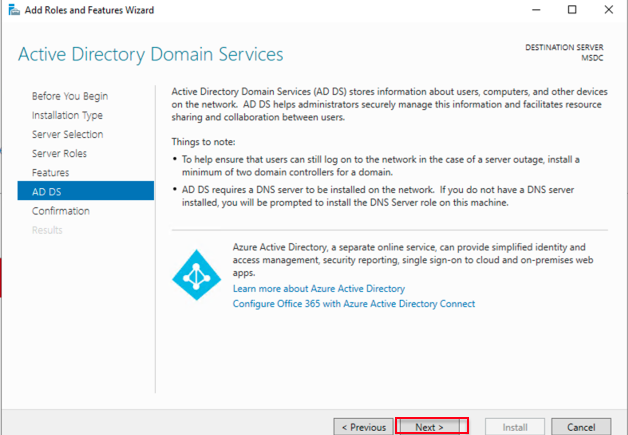 Add Roles and Features Wizard
Active Directory Domain Services
DESTINATION SERVER
MSDC
Before You Begin
Installation Type
Server Selection
Server Roles
Features
AD DS
Confirmation
Results
Active Directory Domain Services (AD DS) stores information about users, computers, and other devices
on the network. AD DS helps administrators securely manage this information and facilitates resource
sharing and collaboration between users.
Things to note:
• To help ensure that users can still log on to the network in the case of a server outage, install a
minimum of two domain controllers for a domain.
• AD DS requires a DNS server to be installed on the network. If you do not have a DNS server
installed, you will be prompted to install the DNS Server role on this machine.
Azure Active Directory, a separate online service, can provide simplified identity and
access management, security reporting, single sign-on to cloud and on-premises web
apps.
Learn more about Azure Active Directory
Configure Office 365 with Azure Active Directory Connect
< Previous
Next >
Install
Cancel